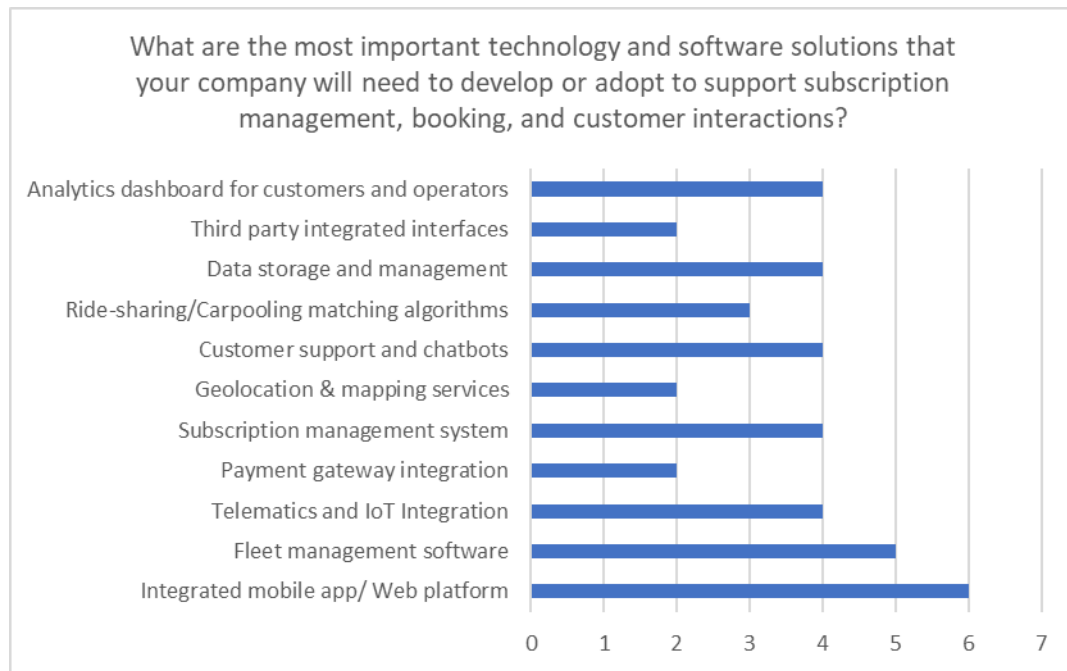 What are the most important technology and software solutions that
your company will need to develop or adopt to support subscription
management, booking, and customer interactions?
Analytics dashboard for customers and operators
Third party integrated interfaces
Data storage and management
Ride-sharing/Carpooling matching algorithms
Customer support and chatbots
Geolocation & mapping services
Subscription management system
Payment gateway integration
Telematics and IoT Integration
Fleet management software
Integrated mobile app/ Web platform
0 1 2 3 4 5 6 7